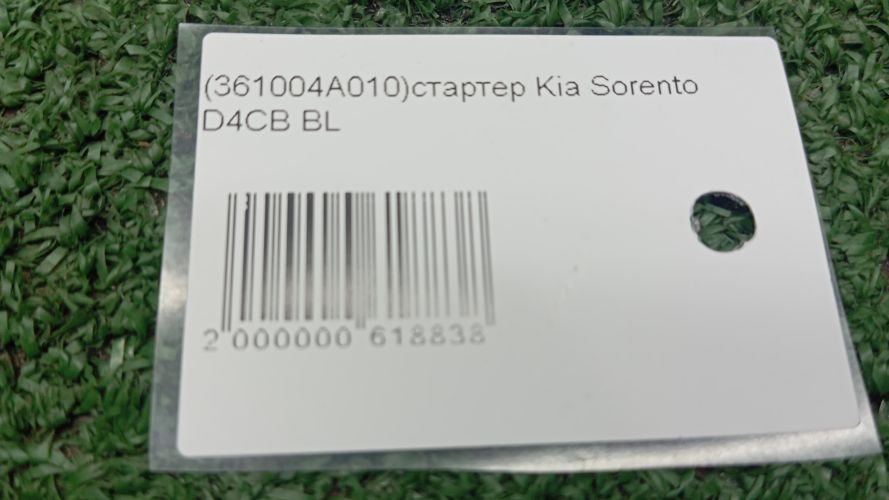 (361004A010)стартер Kia Sorento
D4CB BL
2 000000 618838